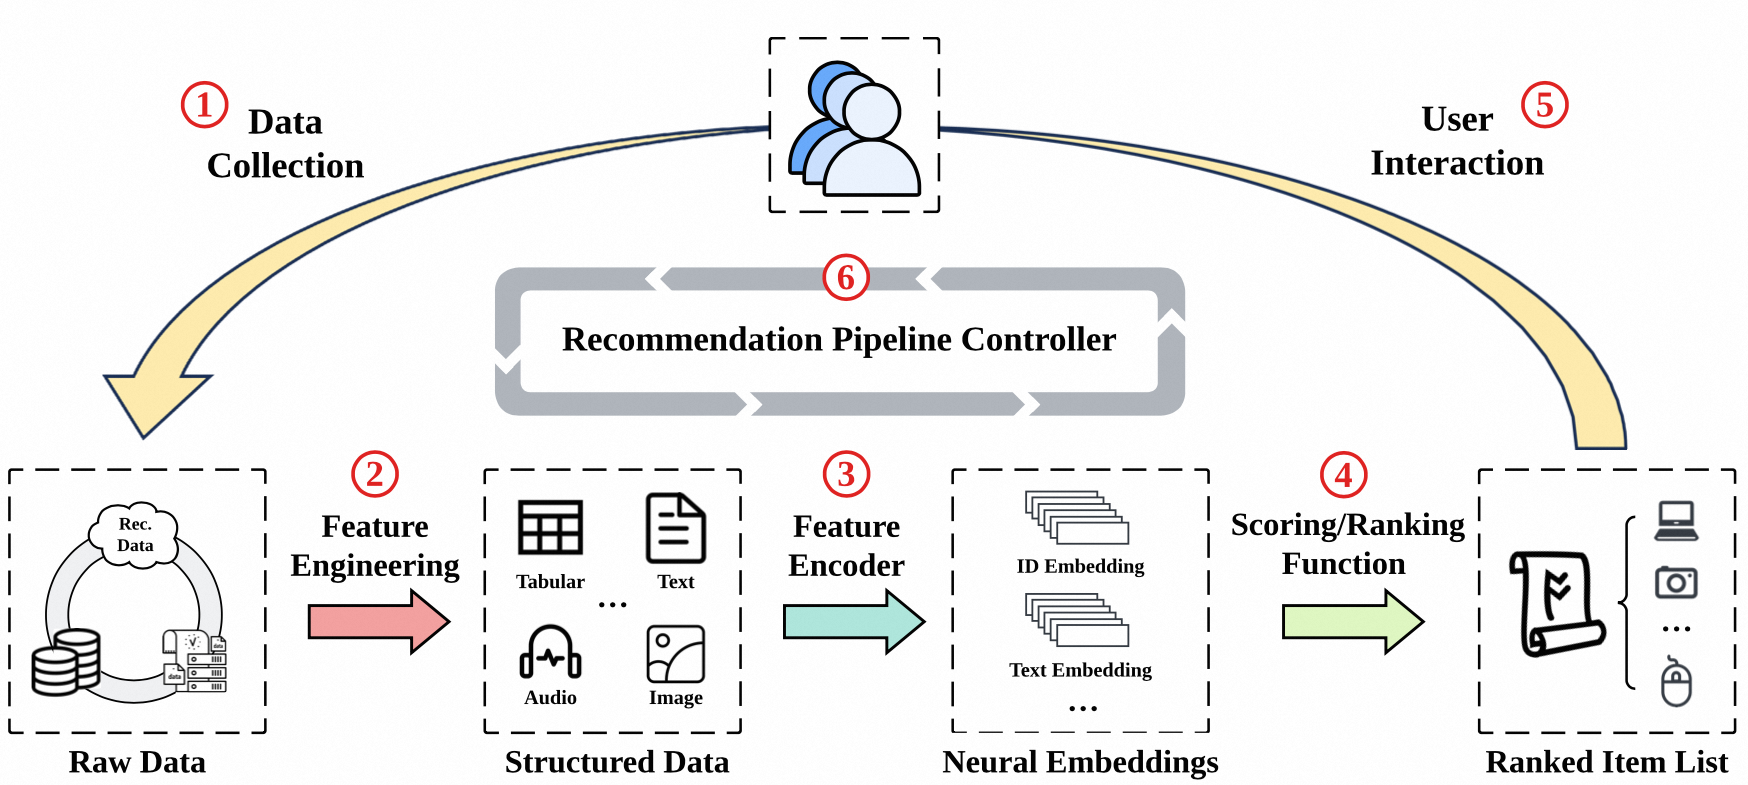 1
Data
Collection
User
Interaction
5
6
Recommendation Pipeline Controller
Rec.
Data
data
data
Raw Data
2
Feature
Engineering
Tabular
Text
...
Audio
Image
Structured Data
3
Feature
Encoder
ID Embedding
Text Embedding
...
Neural Embeddings
4
Scoring/Ranking
Function
...
Ranked Item List